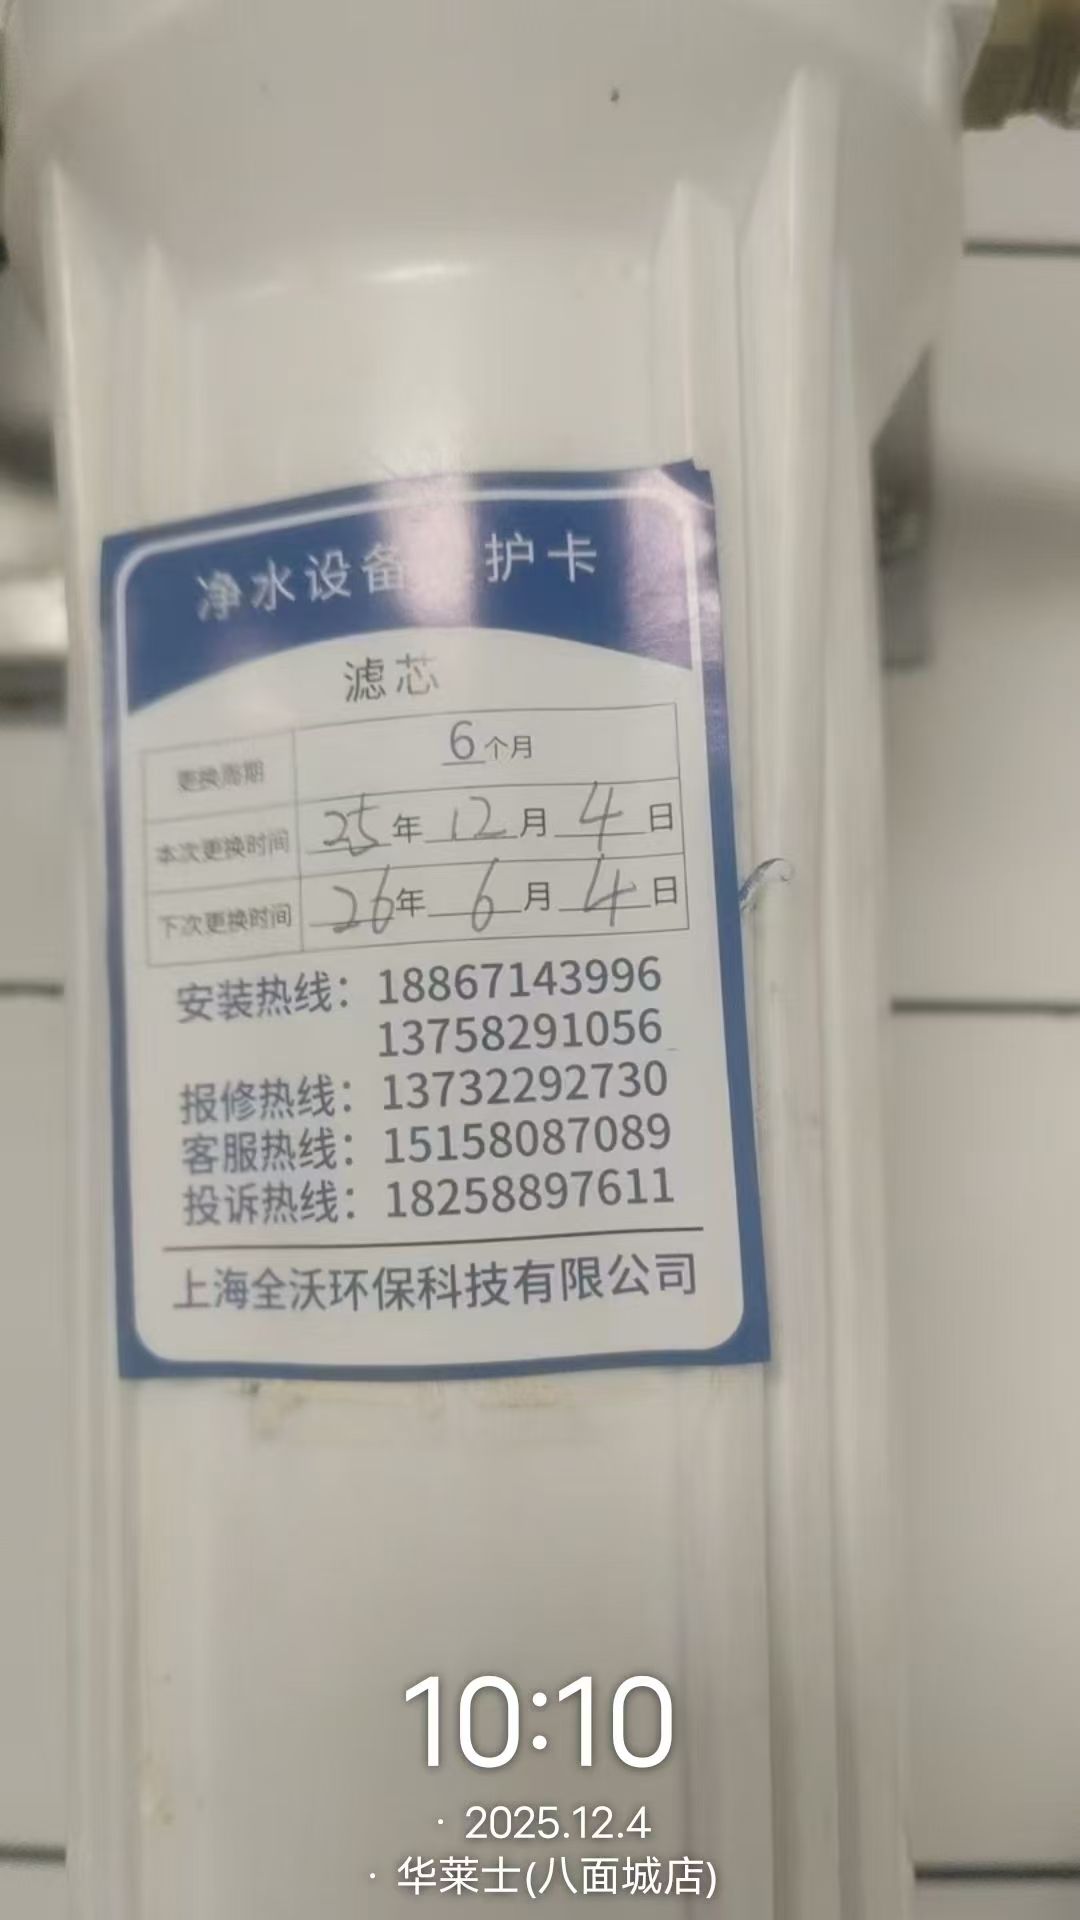 净水设备 护卡
滤芯
更换周期 6个月
本次更换时间 25年12月4日
下次更换时间 26年6月4日
安装热线：18867143996
13758291056
报修热线：13732292730
客服热线：15158087089
投诉热线：18258897611
上海全沃环保科技有限公司
10:10
· 2025.12.4
· 华莱士(八面城店)